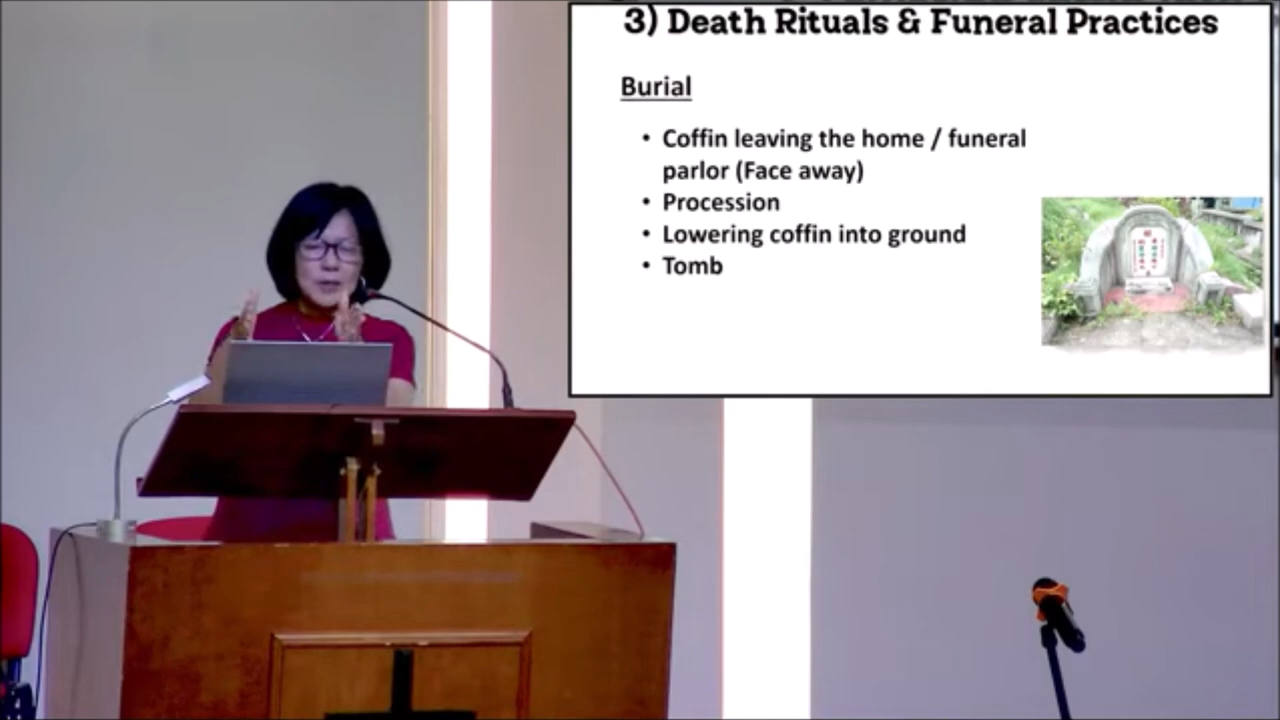 3) Death Rituals & Funeral Practices
Burial
• Coffin leaving the home / funeral
parlor (Face away)
• Procession
• Lowering coffin into ground
• Tomb